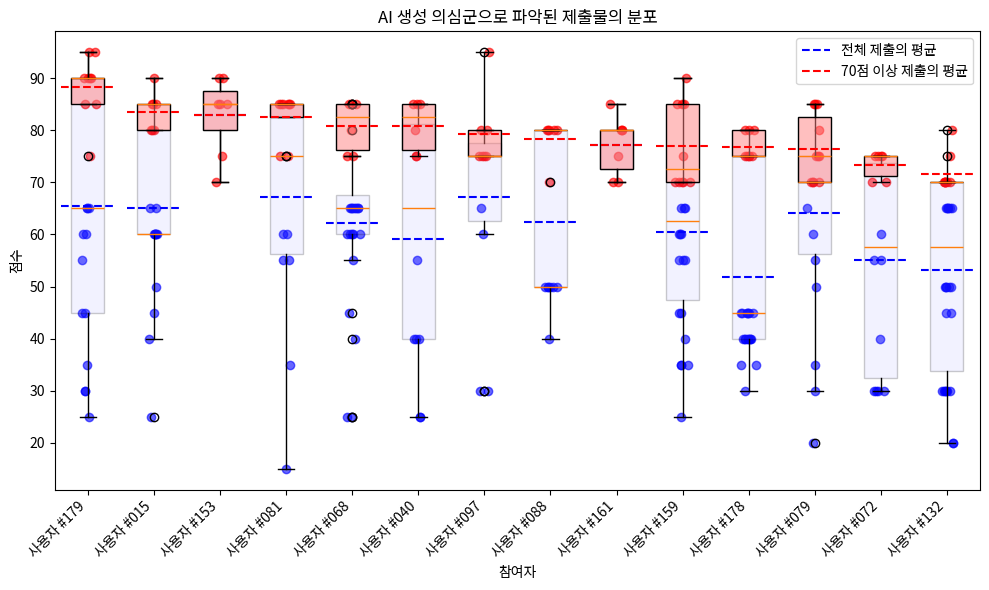 AI 생성 의심군으로 파악된 제출물의 분포
전체 제출의 평균
70점 이상 제출의 평균
점수
90
80
70
60
50
40
30
20
사용자 #179
사용자 #015
사용자 #153
사용자 #081
사용자 #068
사용자 #040
사용자 #097
사용자 #088
사용자 #161
사용자 #159
사용자 #178
사용자 #079
사용자 #072
사용자 #132
참여자